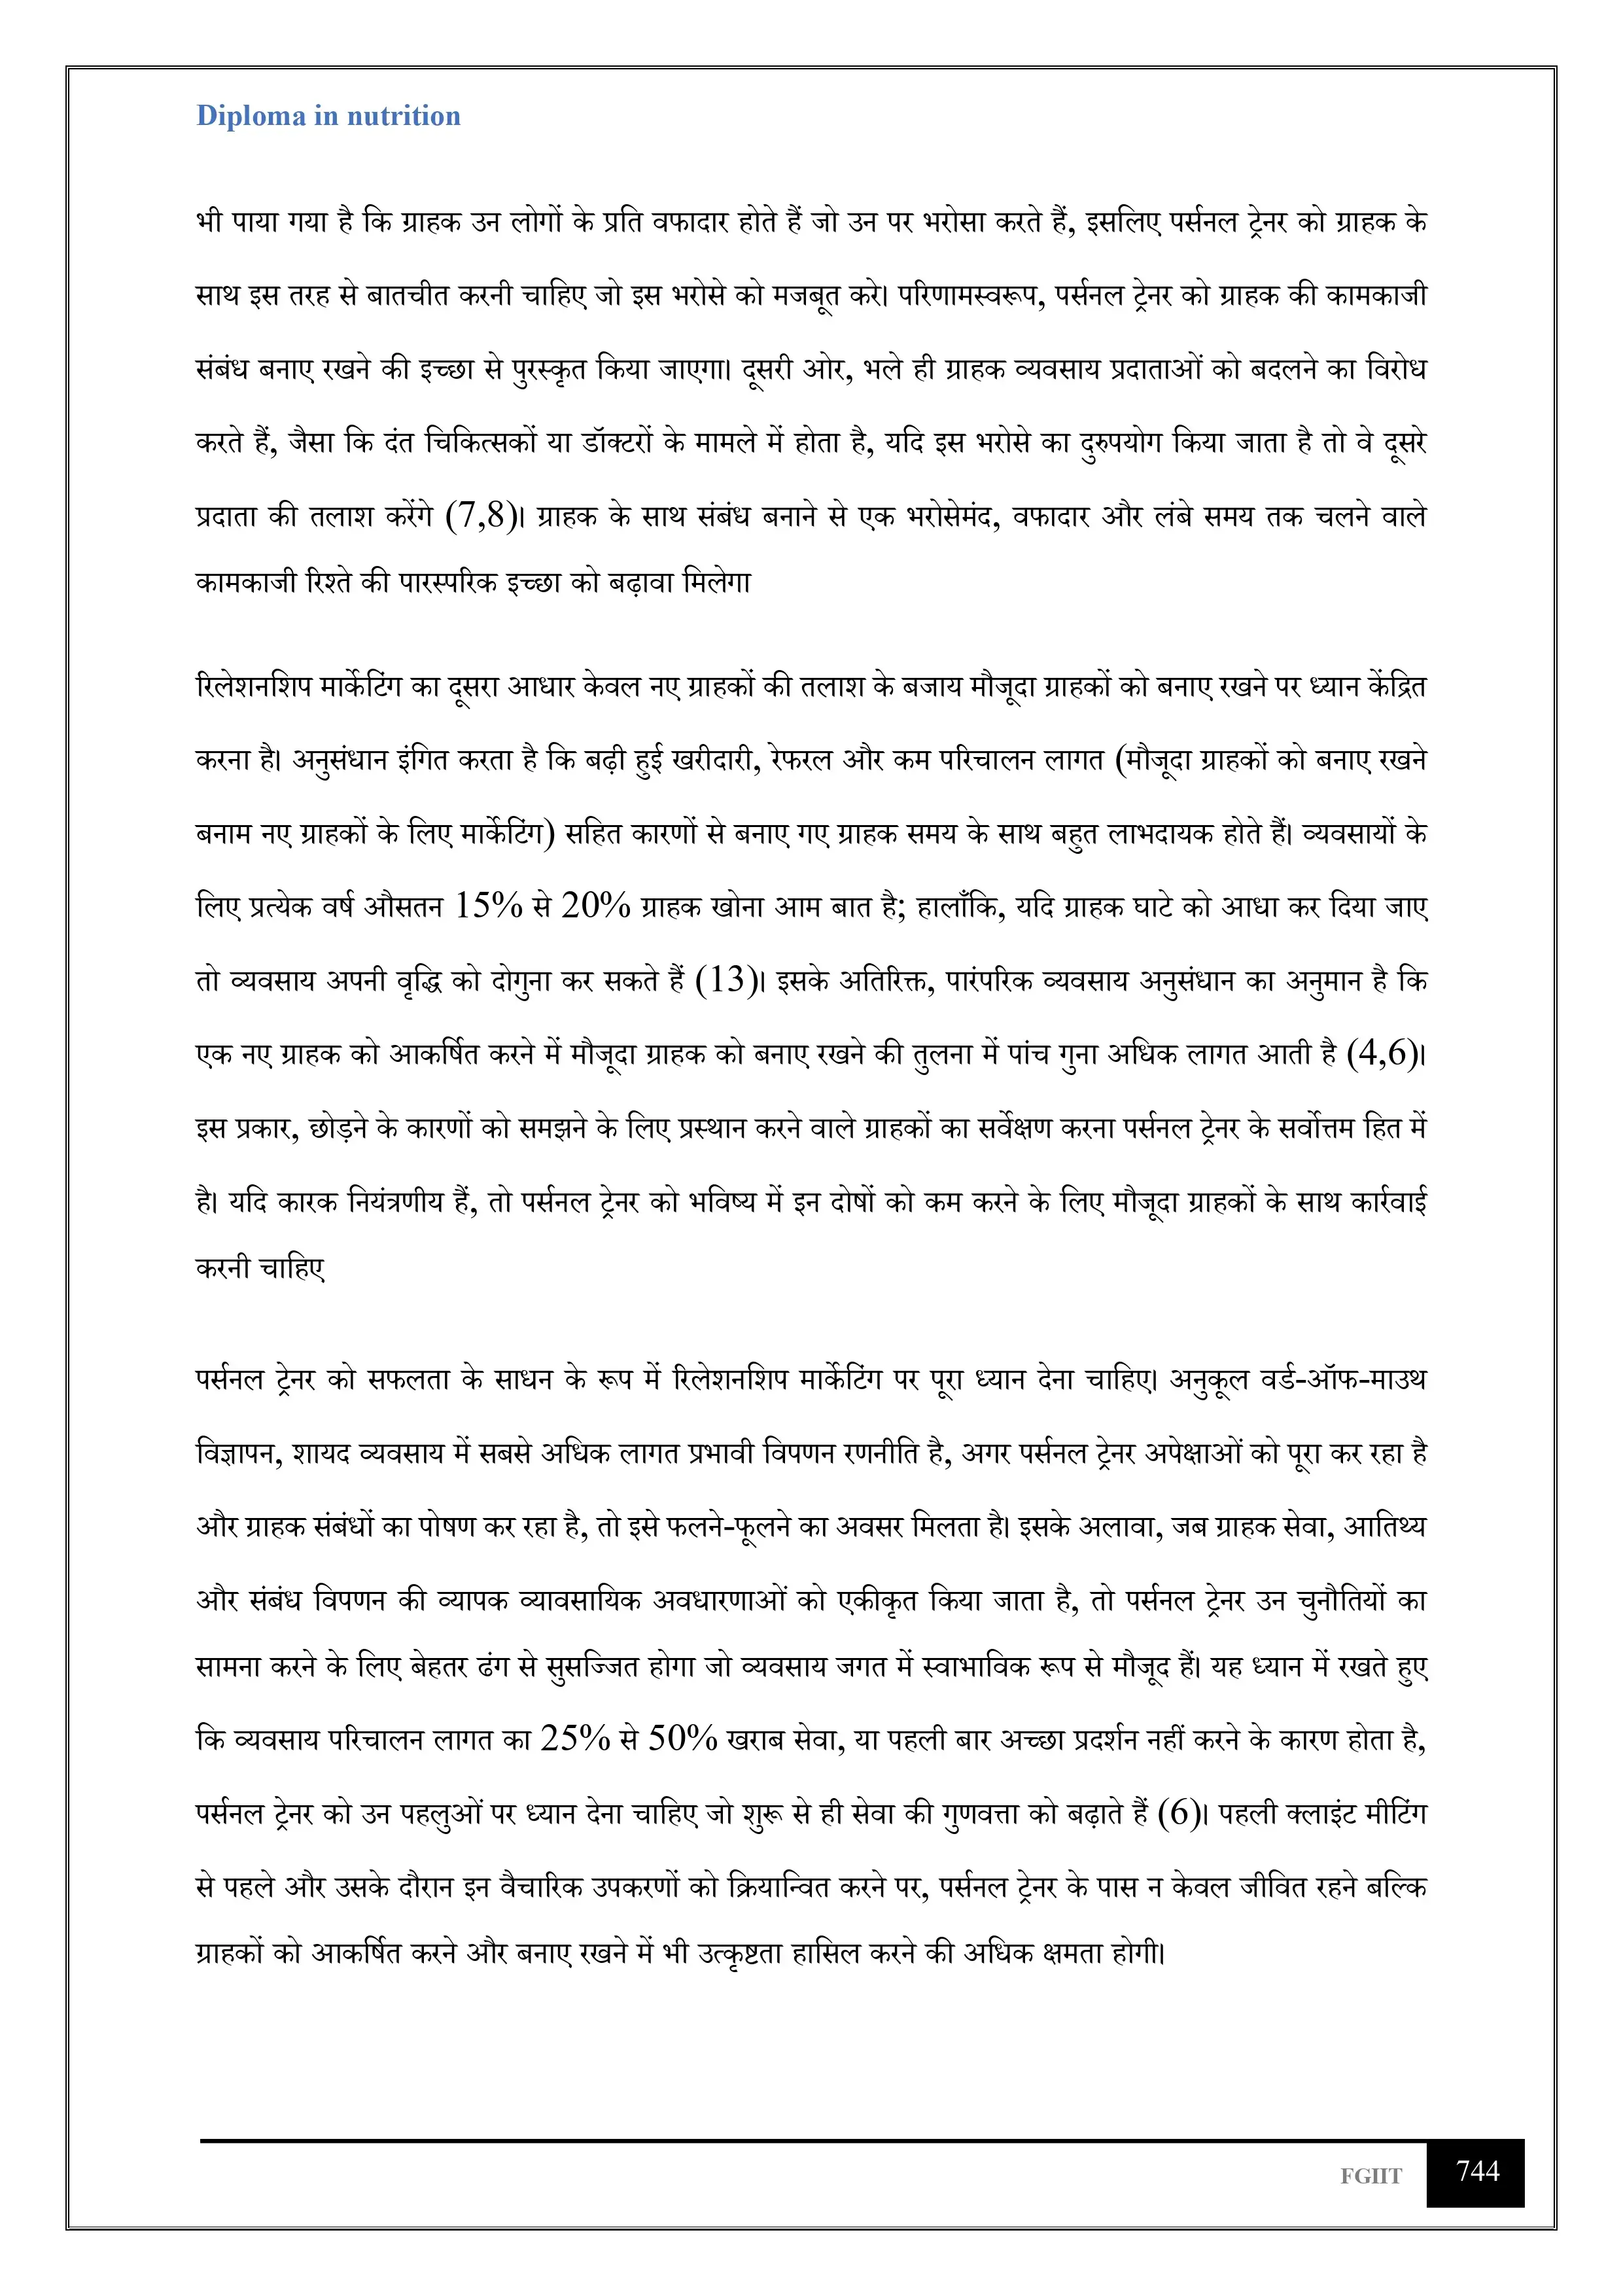 Diploma in nutrition
भी पाया गया है कि ग्राहक उन लोगों के प्रति वफादार होते हैं जो उन पर भरोसा करते हैं, इसलिए पर्सनल ट्रेनर को ग्राहक के
साथ इस तरह से बातचीत करनी चाहिए जो इस भरोसे को मजबूत करे। परिणामस्वरूप, पर्सनल ट्रेनर को ग्राहक की कामकाजी
संबंध बनाए रखने की इच्छा से पुरस्कृत किया जाएगा। दूसरी ओर, भले ही ग्राहक व्यवसाय प्रदाताओं को बदलने का विरोध
करते हैं, जैसा कि दंत चिकित्सकों या डॉक्टरों के मामले में होता है, यदि इस भरोसे का दुरुपयोग किया जाता है तो वे दूसरे
प्रदाता की तलाश करेंगे (7,8)। ग्राहक के साथ संबंध बनाने से एक भरोसेमंद, वफादार और लंबे समय तक चलने वाले
कामकाजी रिश्ते की पारस्परिक इच्छा को बढ़ावा मिलेगा
रिलेशनशिप मार्केटिंग का दूसरा आधार केवल नए ग्राहकों की तलाश के बजाय मौजूदा ग्राहकों को बनाए रखने पर ध्यान केंद्रित
करना है। अनुसंधान इंगित करता है कि बढ़ी हुई खरीदारी, रेफरल और कम परिचालन लागत (मौजूदा ग्राहकों को बनाए रखने
बनाम नए ग्राहकों के लिए मार्केटिंग) सहित कारणों से बनाए गए ग्राहक समय के साथ बहुत लाभदायक होते हैं। व्यवसायों के
लिए प्रत्येक वर्ष औसतन 15% से 20% ग्राहक खोना आम बात है; हालाँकि, यदि ग्राहक घाटे को आधा कर दिया जाए
तो व्यवसाय अपनी वृद्धि को दोगुना कर सकते हैं (13)। इसके अतिरिक्त, पारंपरिक व्यवसाय अनुसंधान का अनुमान है कि
एक नए ग्राहक को आकर्षित करने में मौजूदा ग्राहक को बनाए रखने की तुलना में पांच गुना अधिक लागत आती है (4,6)।
इस प्रकार, छोड़ने के कारणों को समझने के लिए प्रस्थान करने वाले ग्राहकों का सर्वेक्षण करना पर्सनल ट्रेनर के सर्वोत्तम हित में
है। यदि कारक नियंत्रणीय हैं, तो पर्सनल ट्रेनर को भविष्य में इन दोषों को कम करने के लिए मौजूदा ग्राहकों के साथ कार्रवाई
करनी चाहिए
पर्सनल ट्रेनर को सफलता के साधन के रूप में रिलेशनशिप मार्केटिंग पर पूरा ध्यान देना चाहिए। अनुकूल वर्ड-ऑफ-माउथ
विज्ञापन, शायद व्यवसाय में सबसे अधिक लागत प्रभावी विपणन रणनीति है, अगर पर्सनल ट्रेनर अपेक्षाओं को पूरा कर रहा है
और ग्राहक संबंधों का पोषण कर रहा है, तो इसे फलने-फूलने का अवसर मिलता है। इसके अलावा, जब ग्राहक सेवा, आतिथ्य
और संबंध विपणन की व्यापक व्यावसायिक अवधारणाओं को एकीकृत किया जाता है, तो पर्सनल ट्रेनर उन चुनौतियों का
सामना करने के लिए बेहतर ढंग से सुसज्जित होगा जो व्यवसाय जगत में स्वाभाविक रूप से मौजूद हैं। यह ध्यान में रखते हुए
कि व्यवसाय परिचालन लागत का 25% से 50% खराब सेवा, या पहली बार अच्छा प्रदर्शन नहीं करने के कारण होता है,
पर्सनल ट्रेनर को उन पहलुओं पर ध्यान देना चाहिए जो शुरू से ही सेवा की गुणवत्ता को बढ़ाते हैं (6)। पहली क्लाइंट मीटिंग
से पहले और उसके दौरान इन वैचारिक उपकरणों को क्रियान्वित करने पर, पर्सनल ट्रेनर के पास न केवल जीवित रहने बल्कि
ग्राहकों को आकर्षित करने और बनाए रखने में भी उत्कृष्टता हासिल करने की अधिक क्षमता होगी।
FGIIT 744